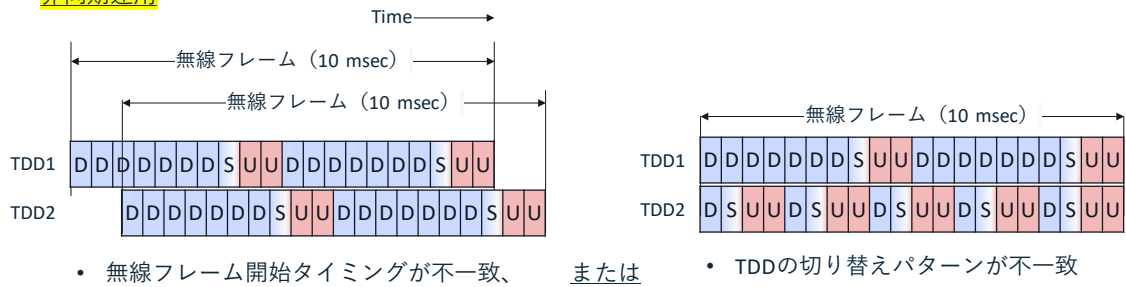 非同期運用
Time
無線フレーム（10 msec）
無線フレーム（10 msec）
TDD1 D D D D D D D S U U D D D D D D D S U U
TDD2 D D D D D D D S U U D D D D D D D S U U
• 無線フレーム開始タイミングが不一致、
または
無線フレーム（10 msec）
TDD1 D D D D D D D S U U D D D D D D D S U U
TDD2 D S U U D S U U D S U U D S U U D S U U
• TDDの切り替えパターンが不一致